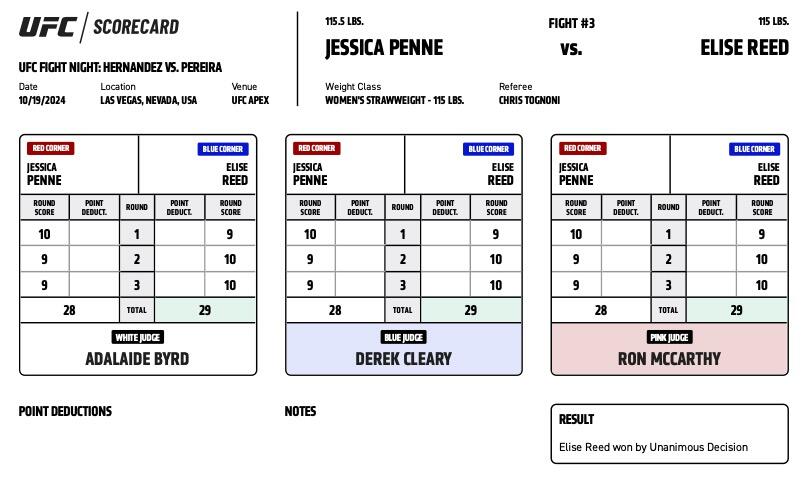 UFC / SCORECARD
UFC FIGHT NIGHT: HERNANDEZ VS. PEREIRA
Date Location Venue
10/19/2024 LAS VEGAS, NEVADA, USA UFC APEX
115.5 LBS. FIGHT #3 115 LBS.
JESSICA PENNE vs. ELISE REED
Weight Class Referee
WOMEN'S STRAWWEIGHT - 115 LBS. CHRIS TOGNONI
RED CORNER BLUE CORNER
JESSICA ELISE
PENNE REED
ROUND POINT ROUND POINT ROUND
SCORE DEDUCT. DEDUCT. SCORE
10 1 9
9 2 10
9 3 10
28 TOTAL 29
WHITE JUDGE
ADALAIDE BYRD
RED CORNER BLUE CORNER
JESSICA ELISE
PENNE REED
ROUND POINT ROUND POINT ROUND
SCORE DEDUCT. DEDUCT. SCORE
10 1 9
9 2 10
9 3 10
28 TOTAL 29
BLUE JUDGE
DEREK CLEARY
RED CORNER BLUE CORNER
JESSICA ELISE
PENNE REED
ROUND POINT ROUND POINT ROUND
SCORE DEDUCT. DEDUCT. SCORE
10 1 9
9 2 10
9 3 10
28 TOTAL 29
PINK JUDGE
RON MCCARTHY
POINT DEDUCTIONS
NOTES
RESULT
Elise Reed won by Unanimous Decision